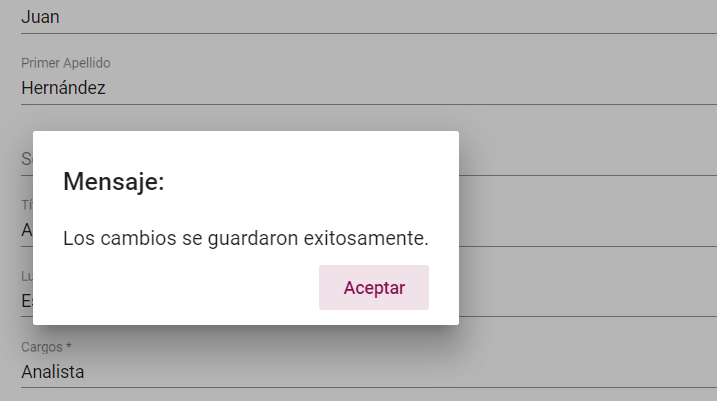 Juan
Primer Apellido
Hernández
Mensaje:
Los cambios se guardaron exitosamente.
Aceptar
Cargos *
Analista